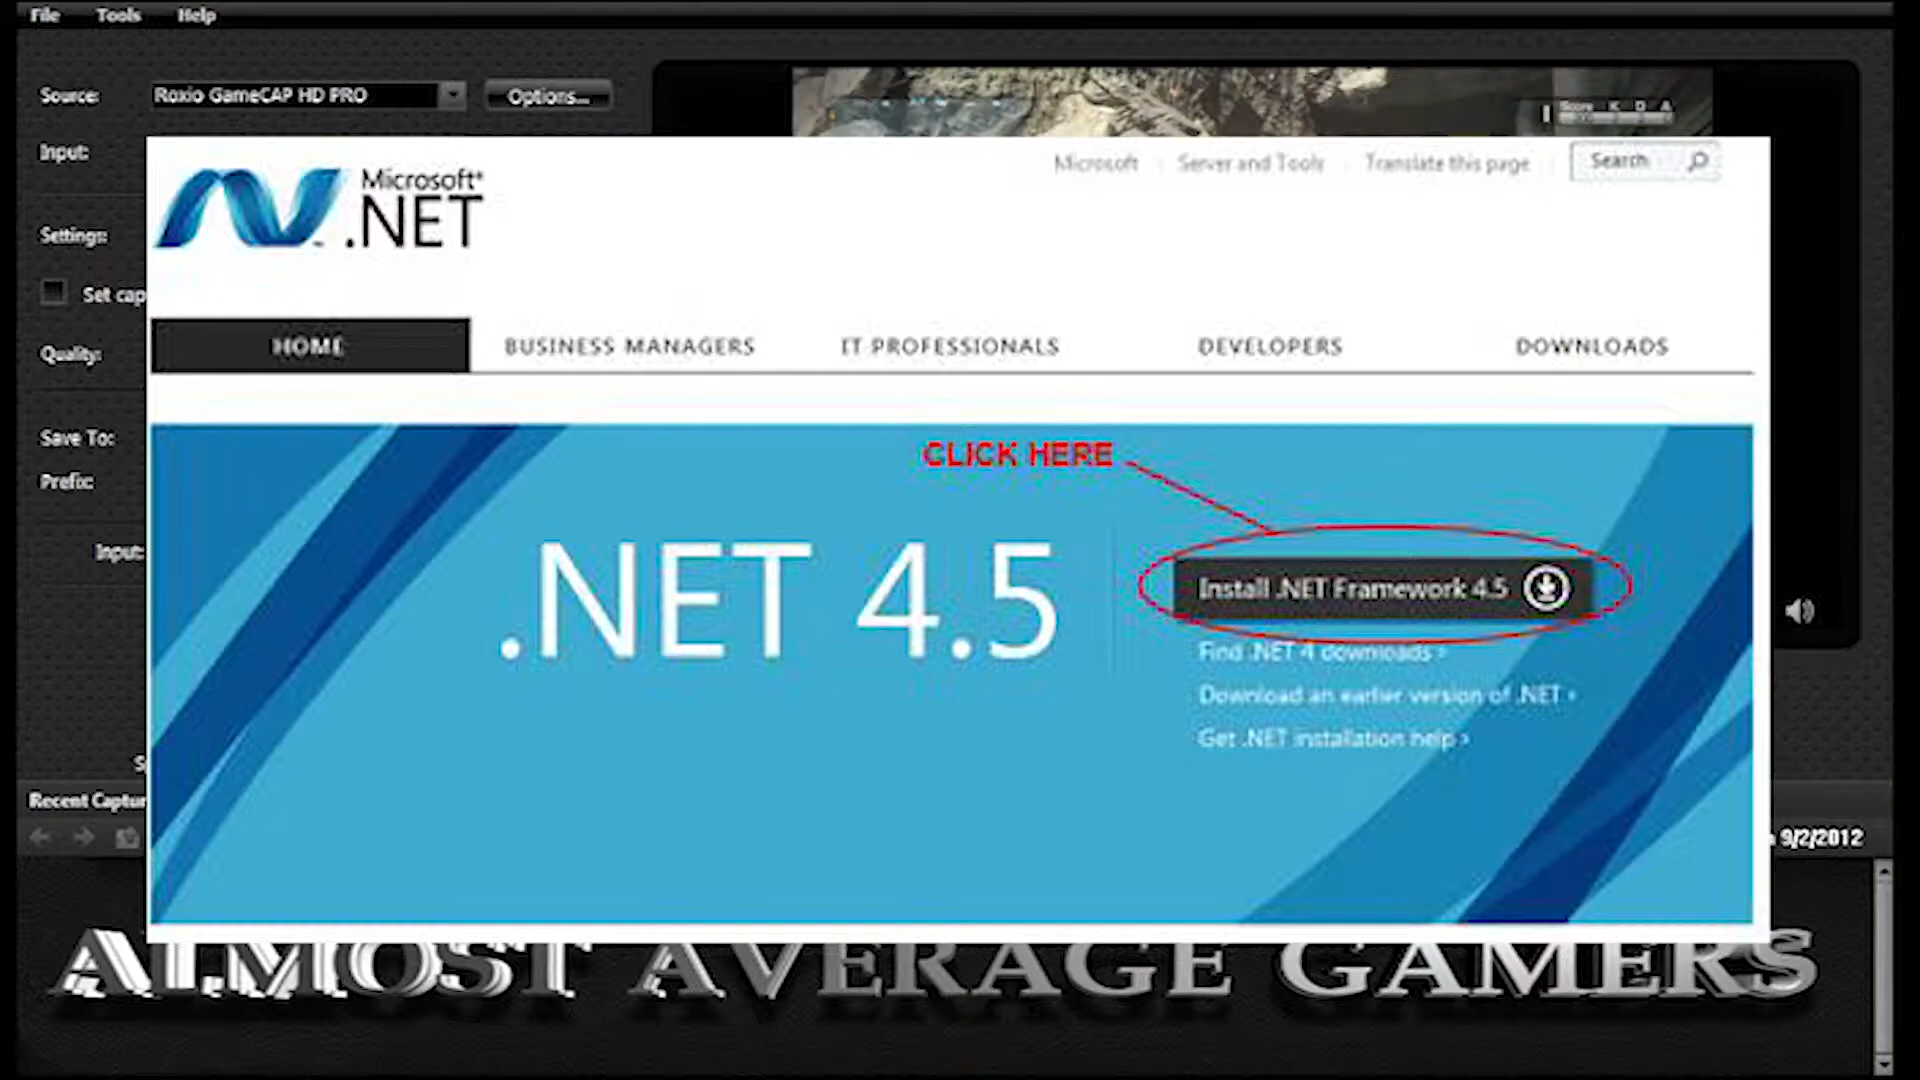 File Tools Help
Source: Roxio GameCAP HD PRO Options...
Score K D A
Input:
Microsoft Server and Tools Translate this page Search
Microsoft
.NET
Settings:
Set cap
HOME BUSINESS MANAGERS IT PROFESSIONALS DEVELOPERS DOWNLOADS
Quality:
Save To:
CLICK HERE
Prefix:
Input:
.NET 4.5
Install .NET Framework 4.5
Find .NET 4 downloads ›
Download an earlier version of .NET ›
Get .NET installation help ›
S
Recent Captur
9/2/2012
ALMOST AVERAGE GAMERS